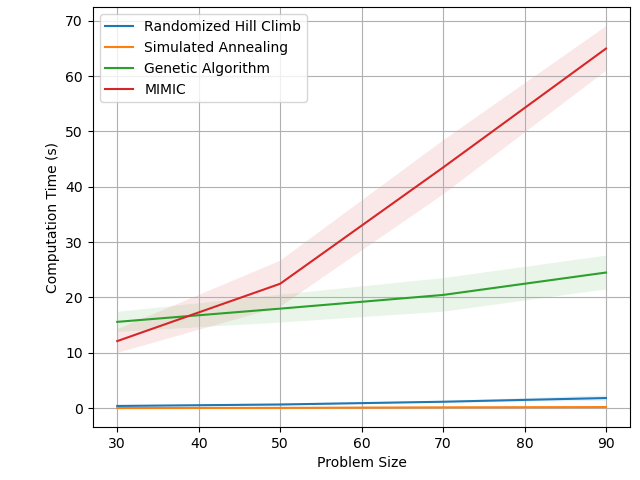 Randomized Hill Climb
Simulated Annealing
Genetic Algorithm
MIMIC
Computation Time (s)
70
60
50
40
30
20
10
0
30 40 50 60 70 80 90
Problem Size